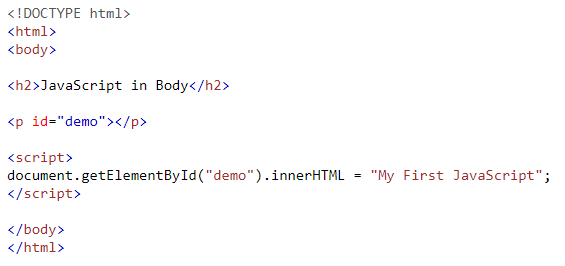 <!DOCTYPE html>
<html>
<body>
<h2>JavaScript in Body</h2>
<p id="demo"></p>
<script>
document.getElementById("demo").innerHTML = "My First JavaScript";
</script>
</body>
</html>